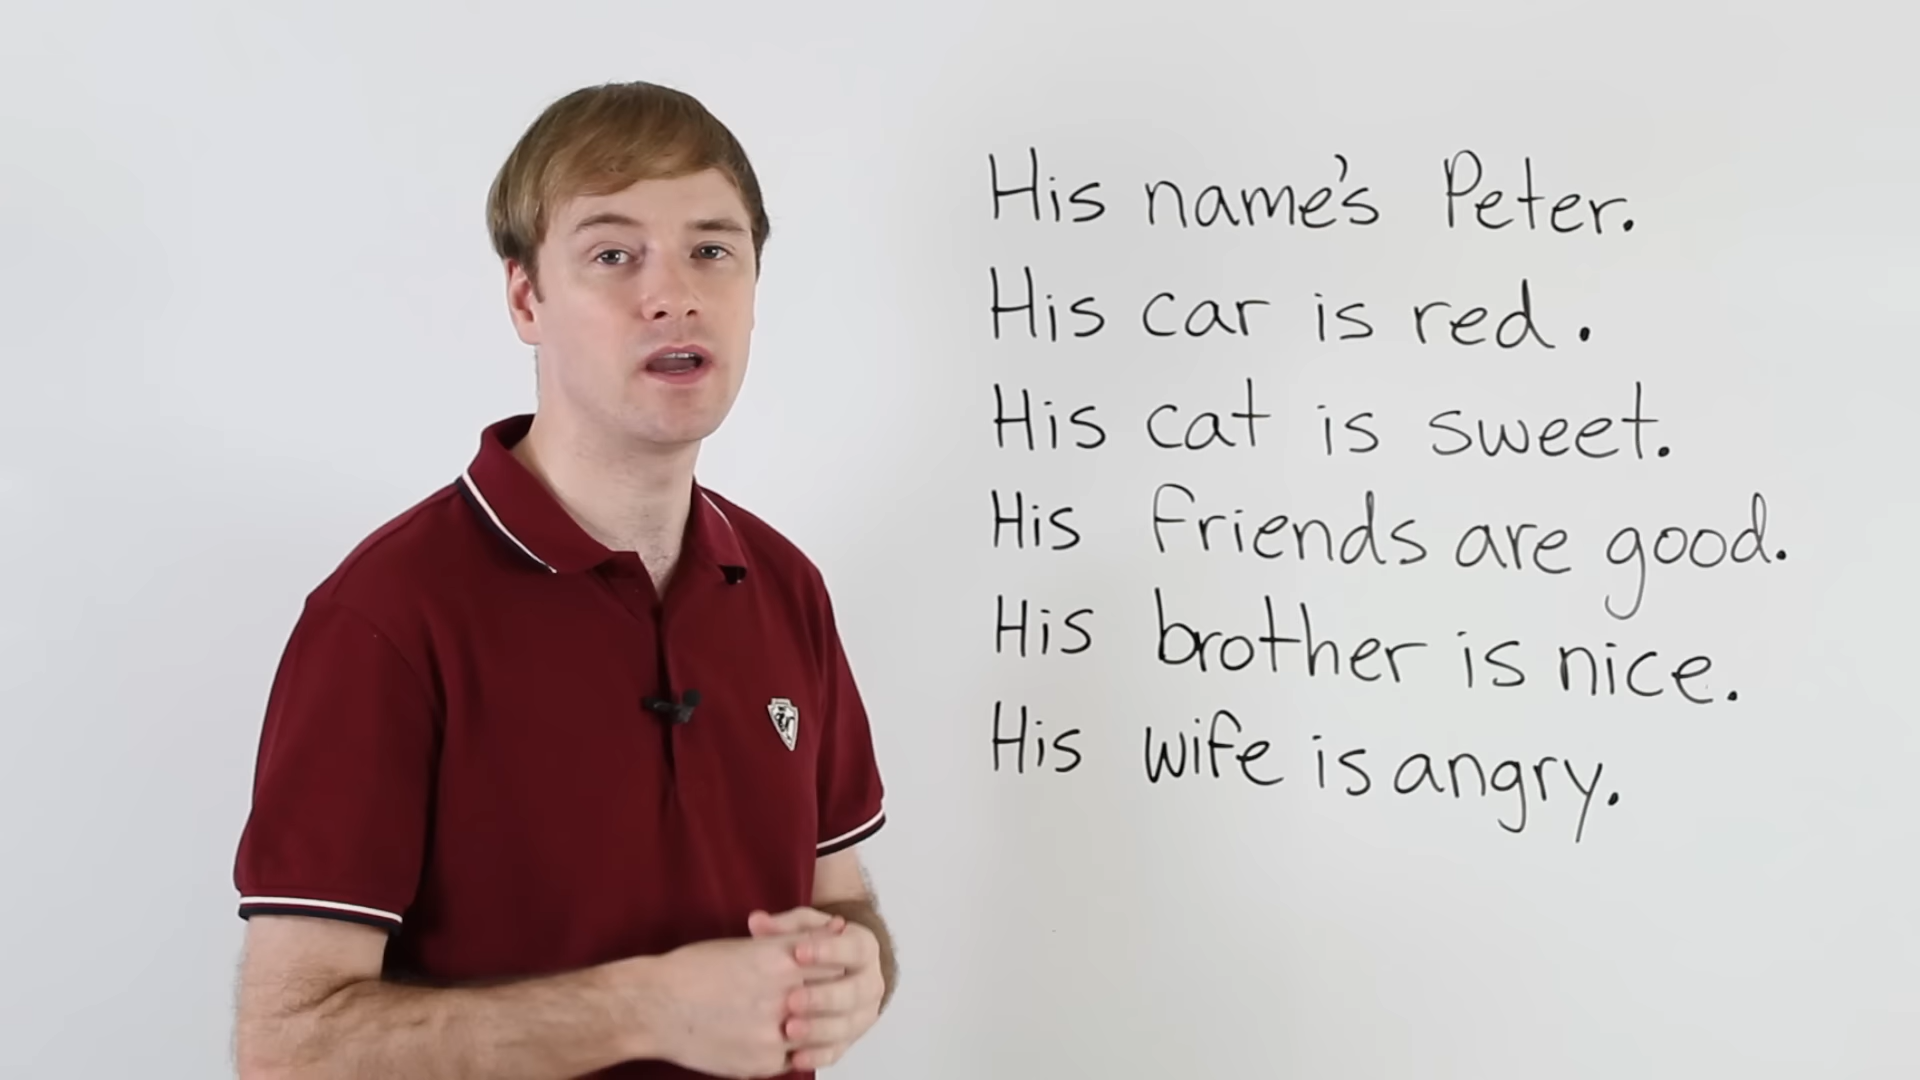 His name's Peter.
His car is red.
His cat is sweet.
His friends are good.
His brother is nice.
His wife is angry.